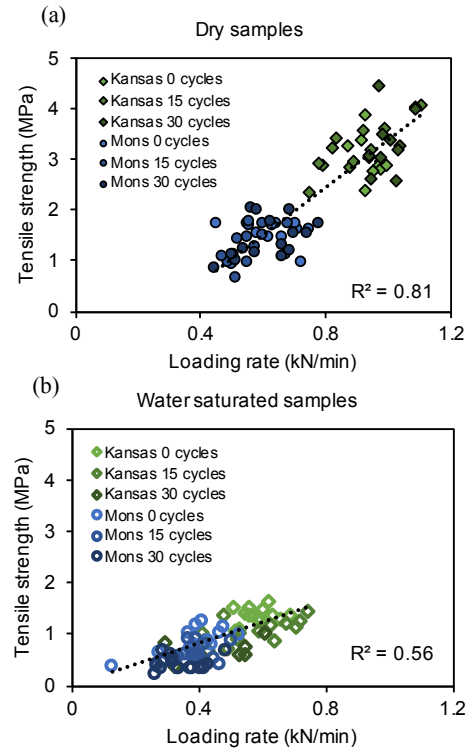 (a)
Dry samples
Tensile strength (MPa)
5
4
3
2
1
0
Kansas 0 cycles
Kansas 15 cycles
Kansas 30 cycles
Mons 0 cycles
Mons 15 cycles
Mons 30 cycles
R² = 0.81
0
0.4
0.8
1.2
Loading rate (kN/min)
(b)
Water saturated samples
Tensile strength (MPa)
5
4
3
2
1
0
Kansas 0 cycles
Kansas 15 cycles
Kansas 30 cycles
Mons 0 cycles
Mons 15 cycles
Mons 30 cycles
R² = 0.56
0
0.4
0.8
1.2
Loading rate (kN/min)